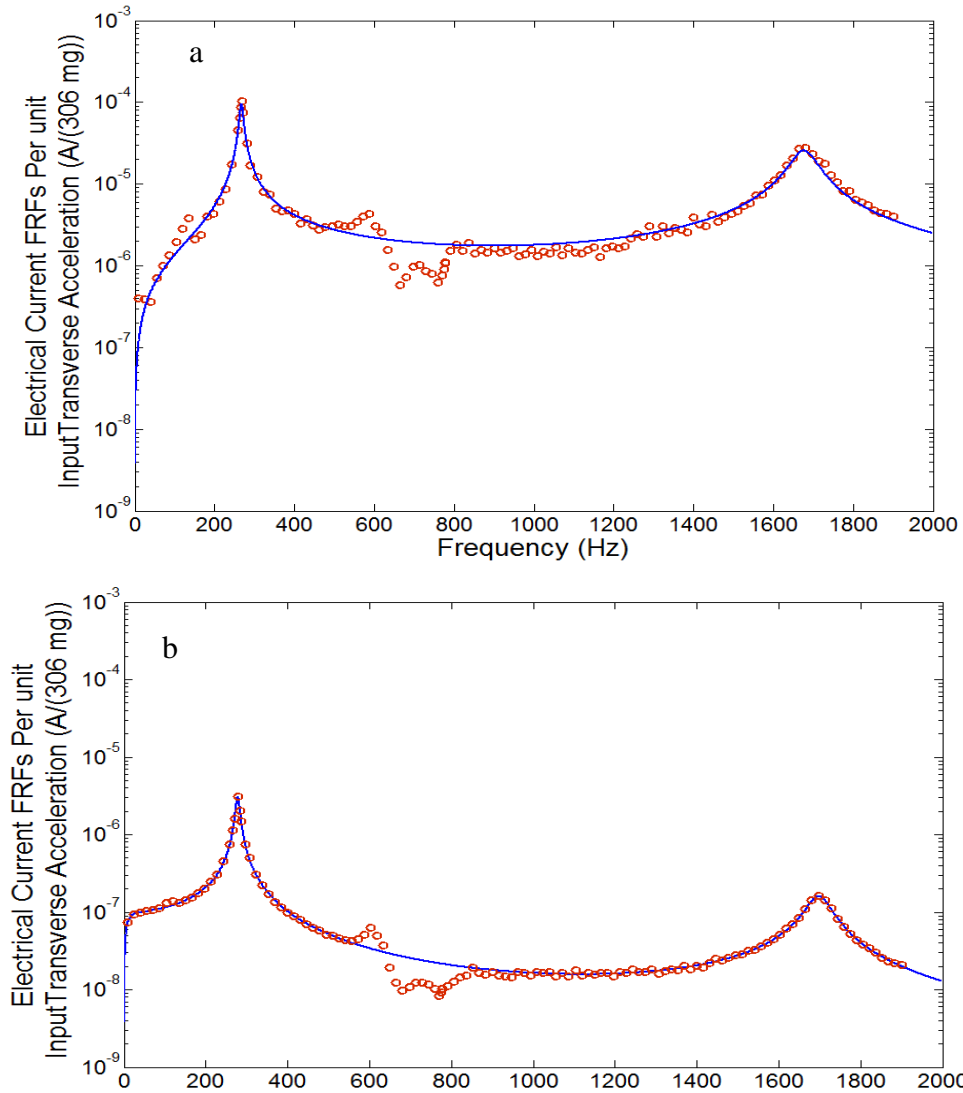 a
Electrical Current FRFs Per unit
InputTransverse Acceleration (A/(306 mg))
10^-3
10^-4
10^-5
10^-6
10^-7
10^-8
10^-9
0 200 400 600 800 1000 1200 1400 1600 1800 2000
Frequency (Hz)
b
Electrical Current FRFs Per unit
InputTransverse Acceleration (A/(306 mg))
10^-3
10^-4
10^-5
10^-6
10^-7
10^-8
10^-9
0 200 400 600 800 1000 1200 1400 1600 1800 2000